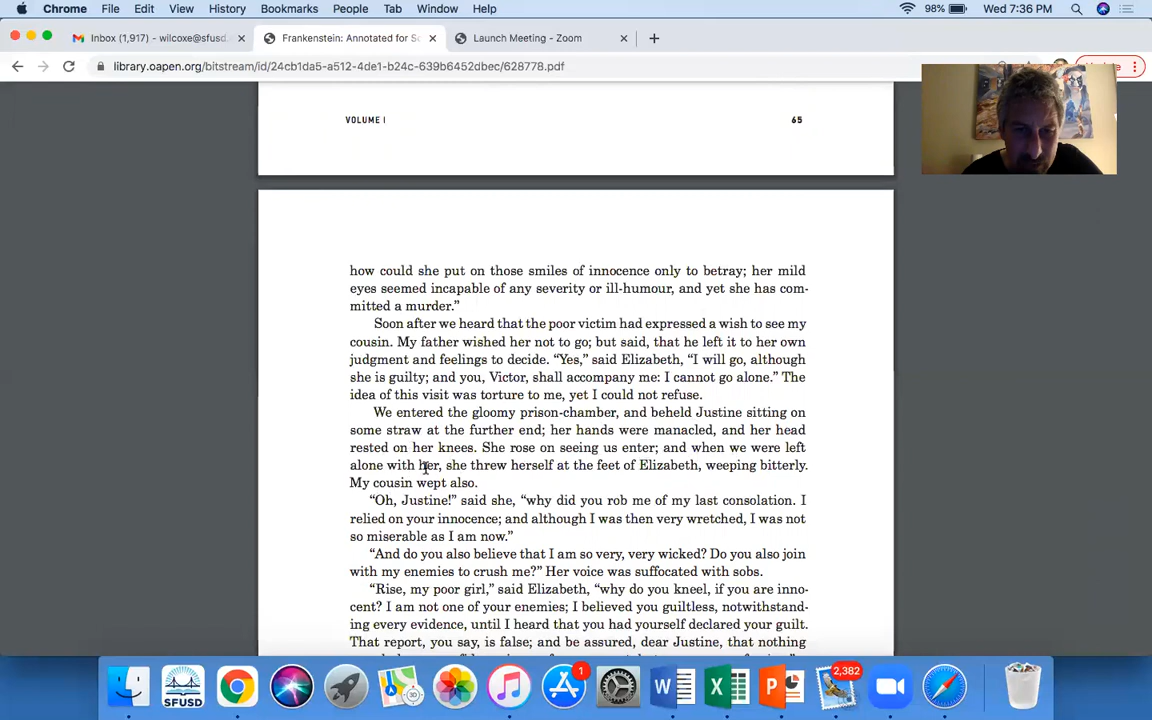 Chrome File Edit View History Bookmarks People Tab Window Help 98% Wed 7:36 PM
Inbox (1,917) - wilcoxe@sfusd. Frankenstein: Annotated for Sc Launch Meeting - Zoom
library.oapen.org/bitstream/id/24cb1da5-a512-4de1-b24c-639b6452dbec/628778.pdf
VOLUME I 65
how could she put on those smiles of innocence only to betray; her mild
eyes seemed incapable of any severity or ill-humour, and yet she has com-
mitted a murder.”
Soon after we heard that the poor victim had expressed a wish to see my
cousin. My father wished her not to go; but said, that he left it to her own
judgment and feelings to decide. “Yes,” said Elizabeth, “I will go, although
she is guilty; and you, Victor, shall accompany me: I cannot go alone.” The
idea of this visit was torture to me, yet I could not refuse.
We entered the gloomy prison-chamber, and beheld Justine sitting on
some straw at the further end; her hands were manacled, and her head
rested on her knees. She rose on seeing us enter; and when we were left
alone with her, she threw herself at the feet of Elizabeth, weeping bitterly.
My cousin wept also.
“Oh, Justine!” said she, “why did you rob me of my last consolation. I
relied on your innocence; and although I was then very wretched, I was not
so miserable as I am now.”
“And do you also believe that I am so very, very wicked? Do you also join
with my enemies to crush me?” Her voice was suffocated with sobs.
“Rise, my poor girl,” said Elizabeth, “why do you kneel, if you are inno-
cent? I am not one of your enemies; I believed you guiltless, notwithstand-
ing every evidence, until I heard that you had yourself declared your guilt.
That report, you say, is false; and be assured, dear Justine, that nothing
SFUSD 30 1 W X P 2,382